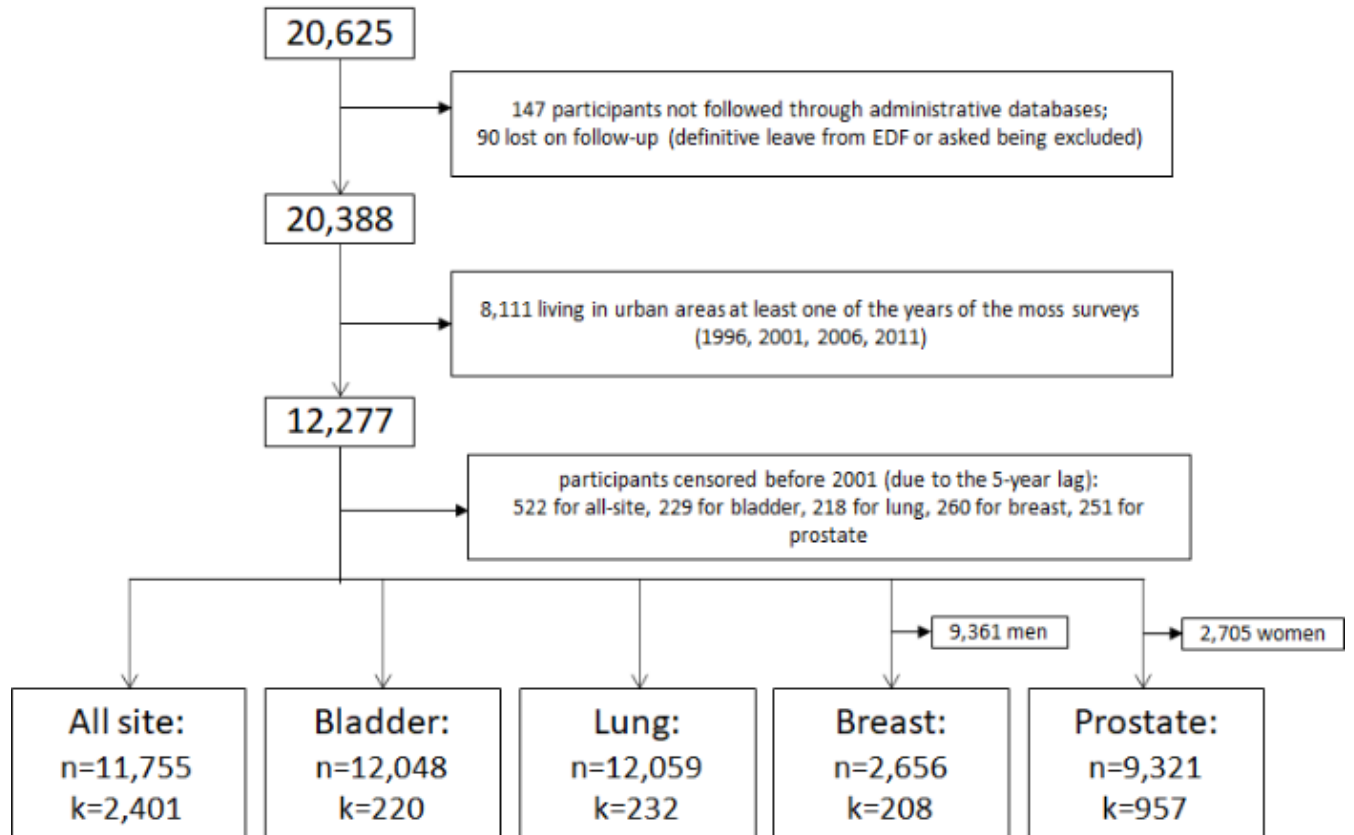 20,625
147 participants not followed through administrative databases;
90 lost on follow-up (definitive leave from EDF or asked being excluded)
20,388
8,111 living in urban areas at least one of the years of the moss surveys
(1996, 2001, 2006, 2011)
12,277
participants censored before 2001 (due to the 5-year lag):
522 for all-site, 229 for bladder, 218 for lung, 260 for breast, 251 for
prostate
9,361 men
2,705 women
All site:
n=11,755
k=2,401
Bladder:
n=12,048
k=220
Lung:
n=12,059
k=232
Breast:
n=2,656
k=208
Prostate:
n=9,321
k=957